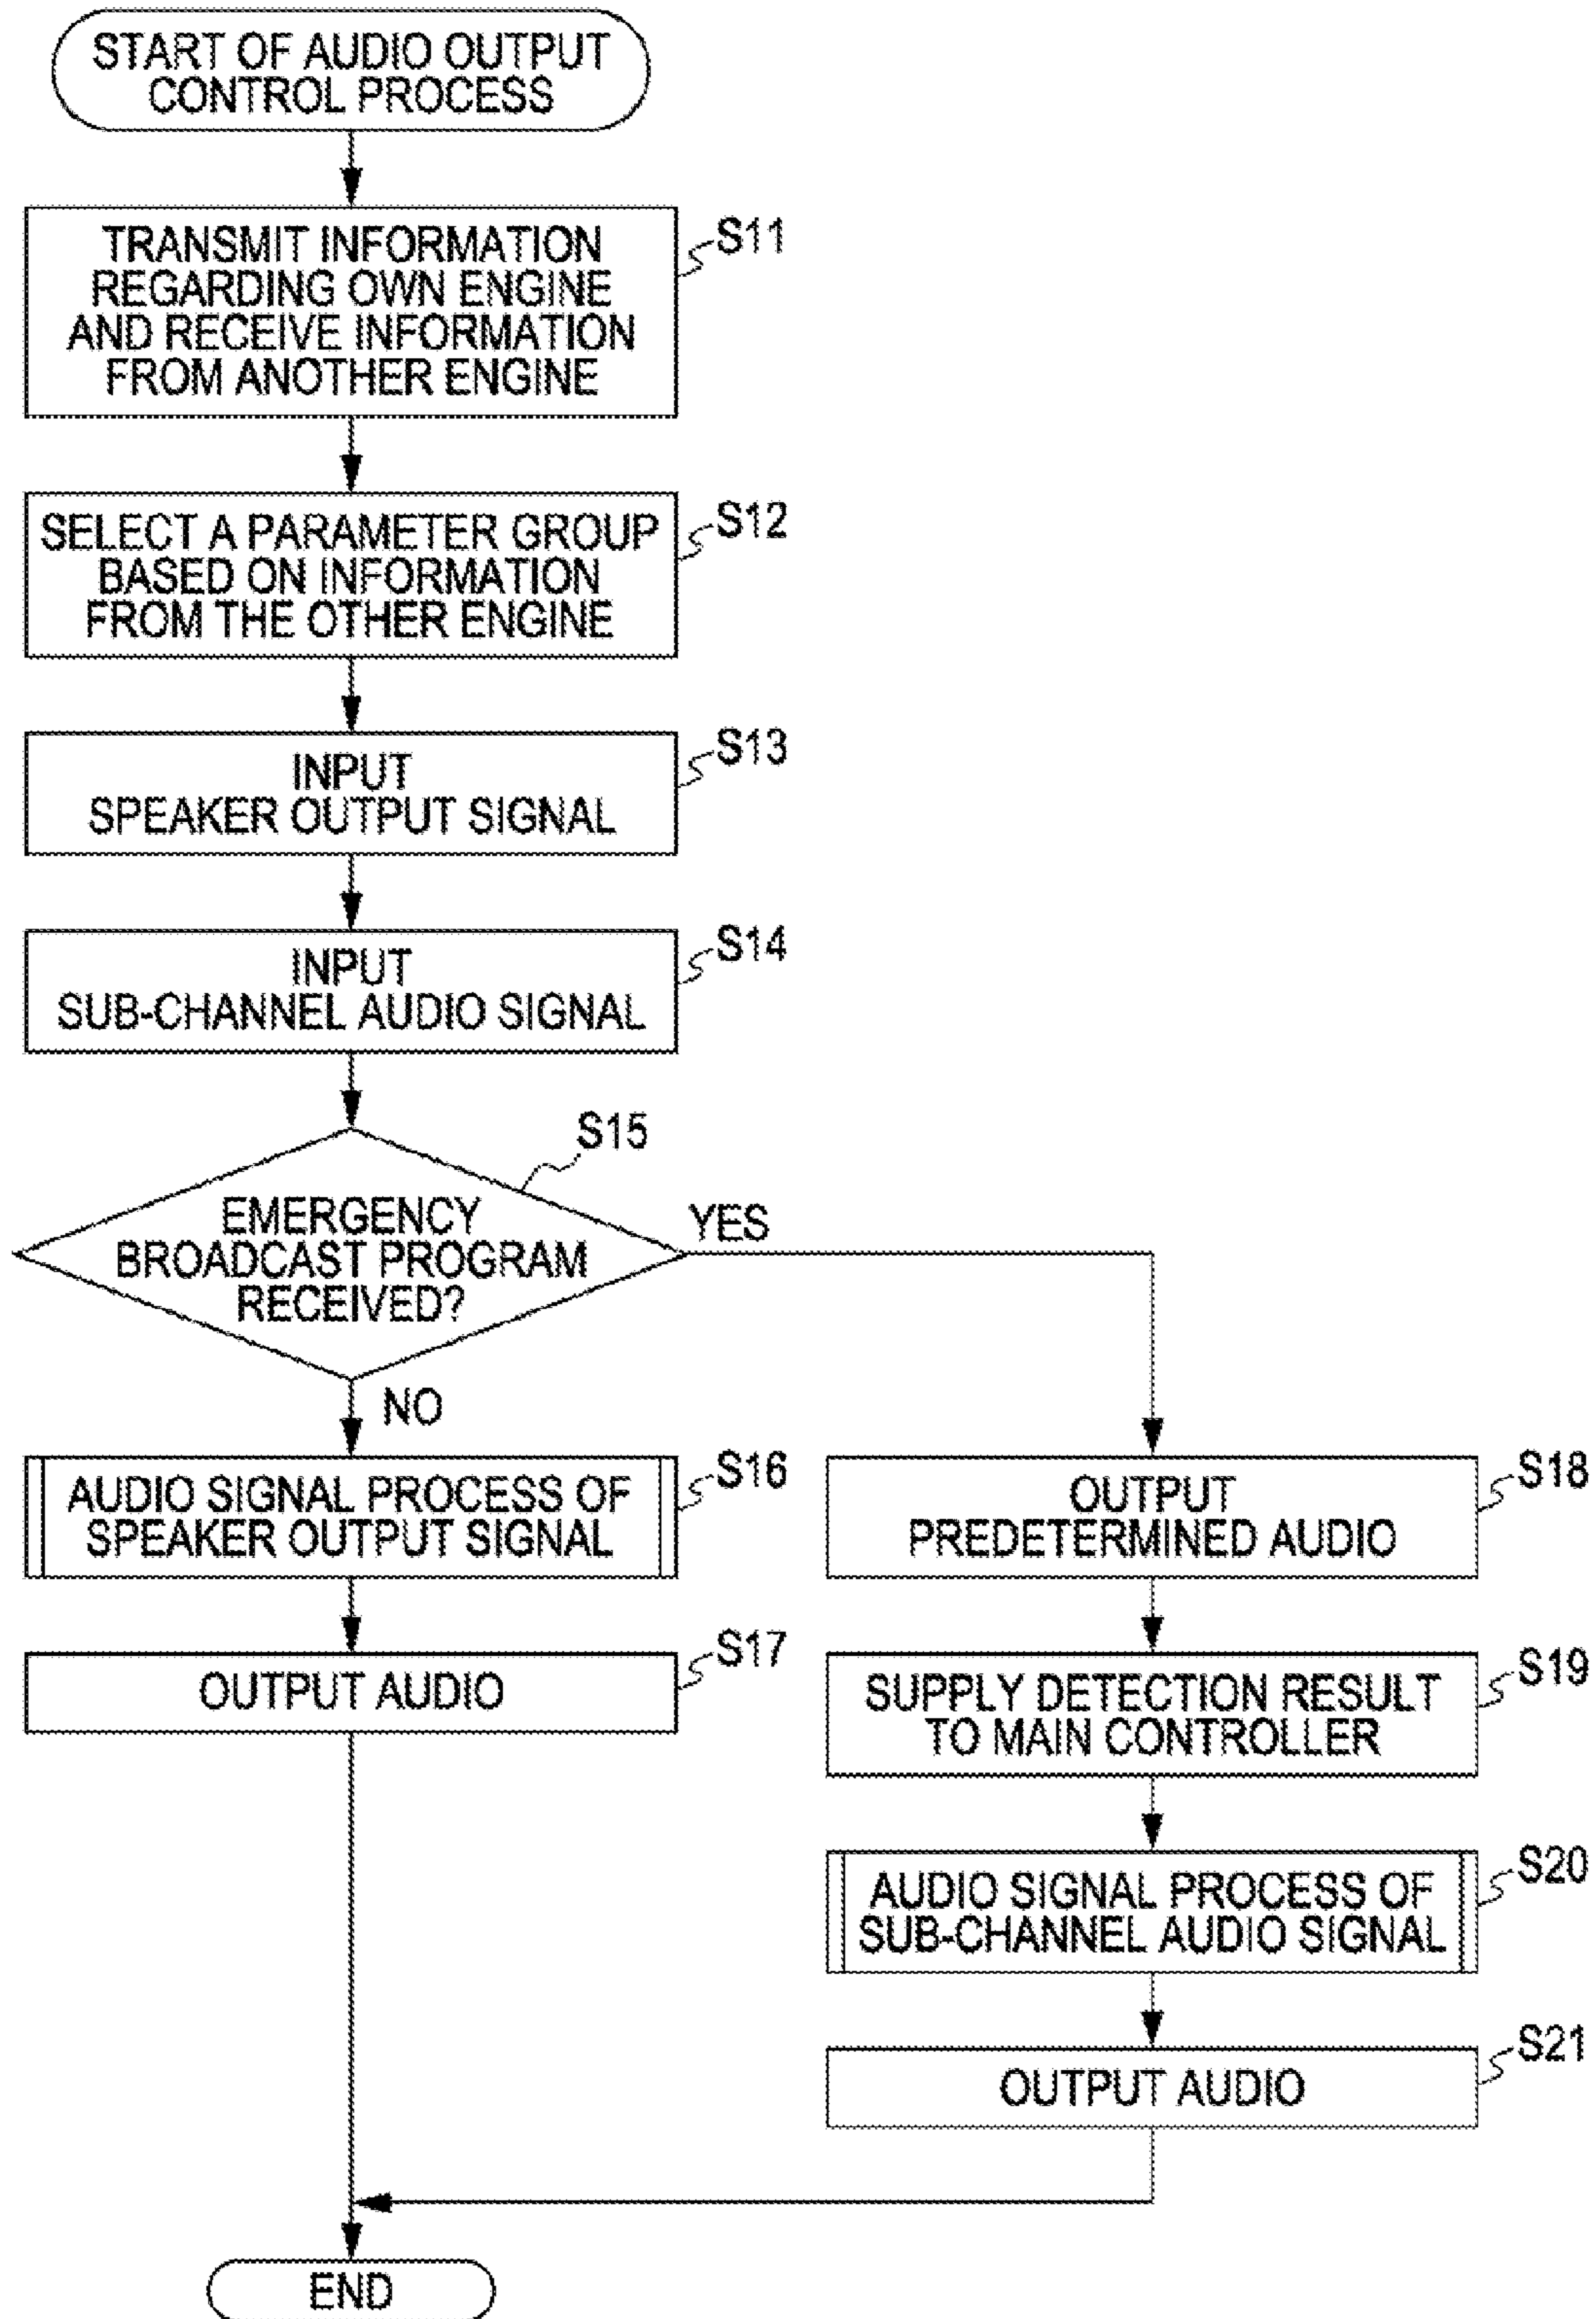 START OF AUDIO OUTPUT
CONTROL PROCESS
TRANSMIT INFORMATION
REGARDING OWN ENGINE
AND RECEIVE INFORMATION
FROM ANOTHER ENGINE
S11
SELECT A PARAMETER GROUP
BASED ON INFORMATION
FROM THE OTHER ENGINE
S12
INPUT
SPEAKER OUTPUT SIGNAL
S13
INPUT
SUB-CHANNEL AUDIO SIGNAL
S14
S15
EMERGENCY
BROADCAST PROGRAM
RECEIVED?
YES
NO
AUDIO SIGNAL PROCESS OF
SPEAKER OUTPUT SIGNAL
S16
OUTPUT AUDIO
S17
OUTPUT
PREDETERMINED AUDIO
S18
SUPPLY DETECTION RESULT
TO MAIN CONTROLLER
S19
AUDIO SIGNAL PROCESS OF
SUB-CHANNEL AUDIO SIGNAL
S20
OUTPUT AUDIO
S21
END